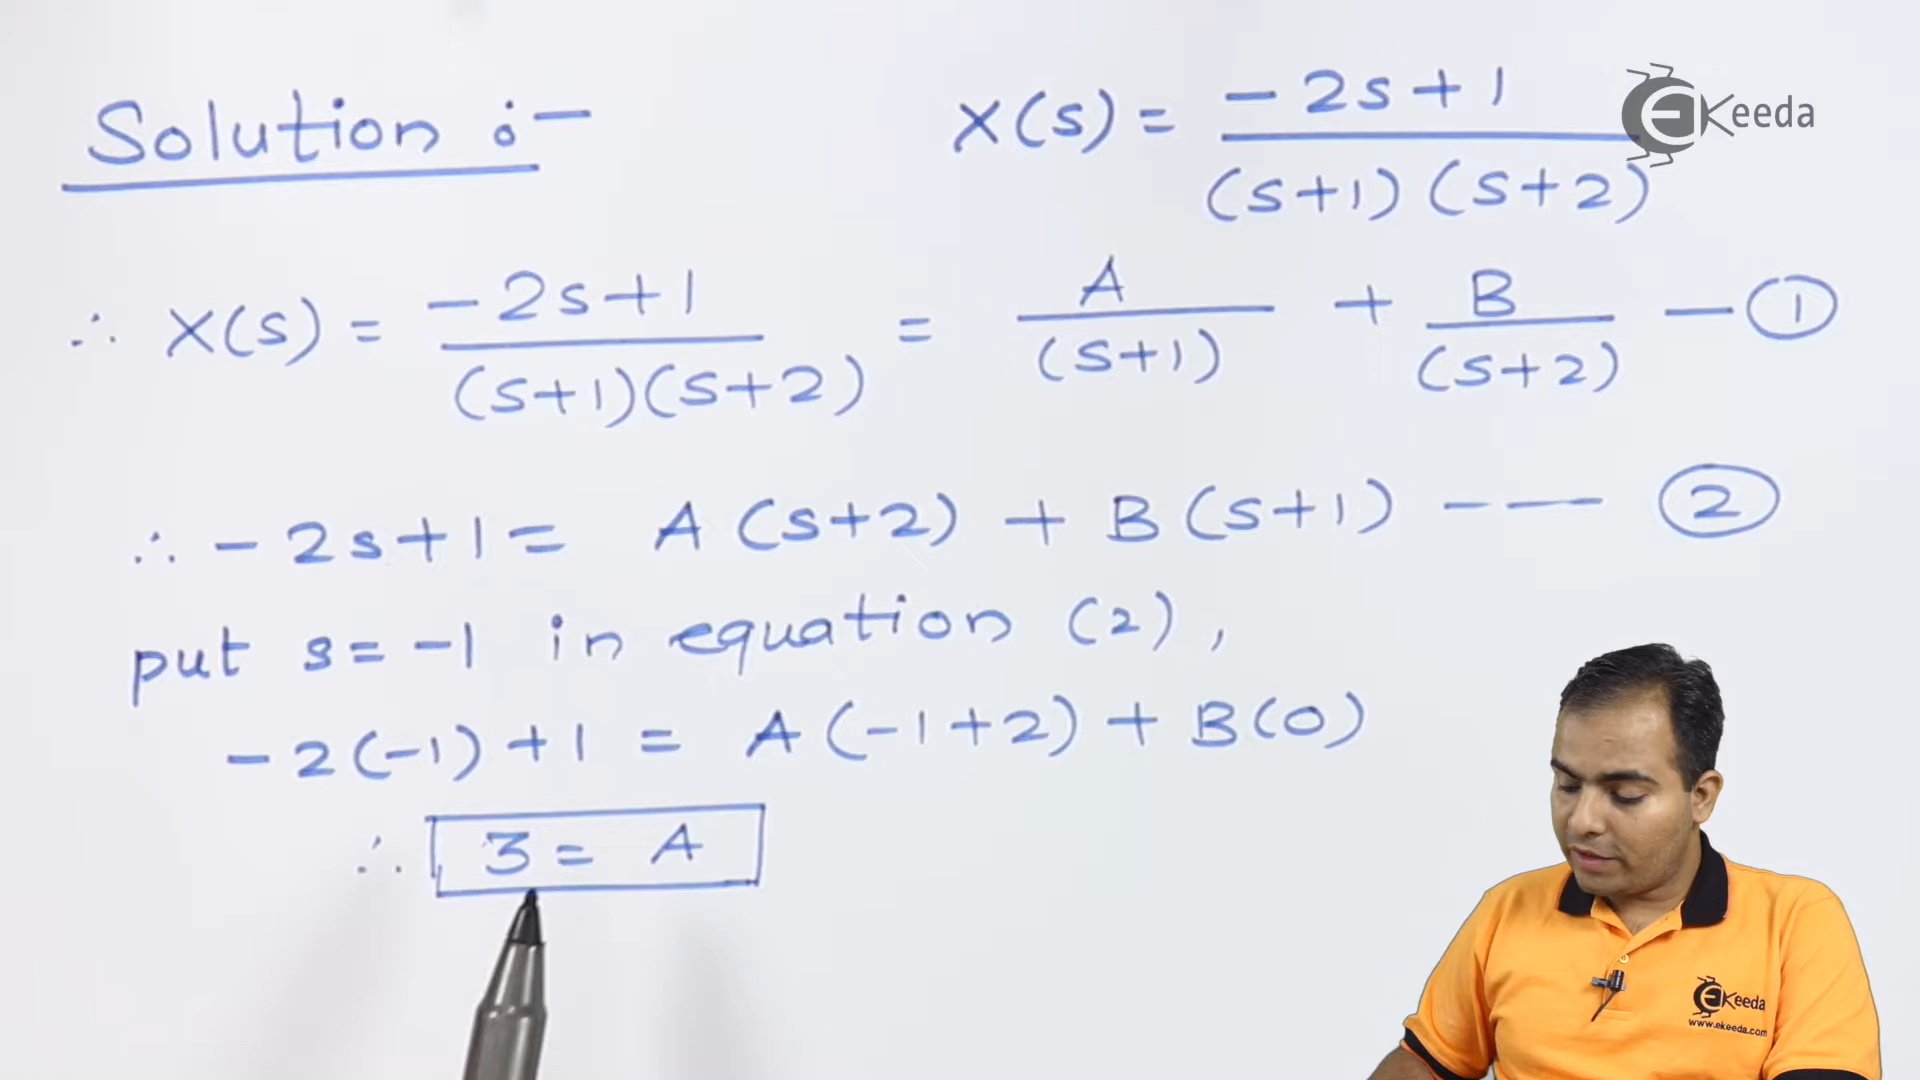 Solution :- X(s) = -2s+1 / (s+1)(s+2)
EKeeda
∴ X(s) = -2s+1 / (s+1)(s+2) = A / (s+1) + B / (s+2) — ①
∴ -2s+1 = A(s+2) + B(s+1) --- ②
put s = -1 in equation (2),
-2(-1)+1 = A(-1+2) + B(0)
∴ 3 = A
EKeeda
www.ekeeda.com